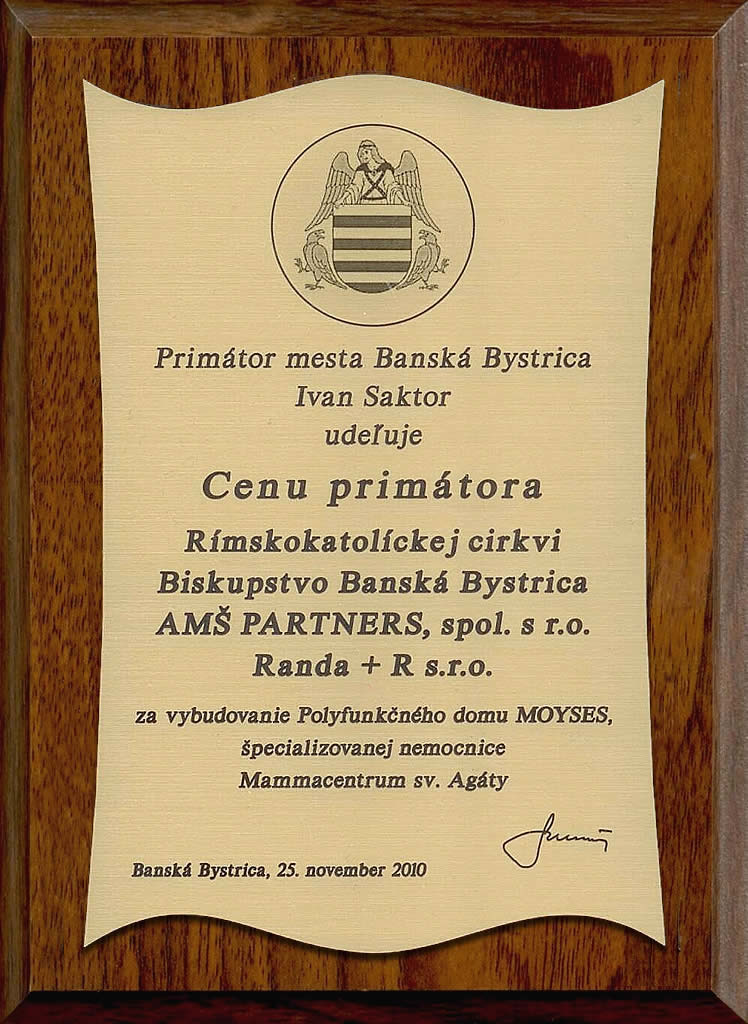 Primátor mesta Banská Bystrica
Ivan Saktor
udeľuje
Cenu primátora
Rímskokatolíckej cirkvi
Biskupstvo Banská Bystrica
AMŠ PARTNERS, spol. s r.o.
Randa + R s.r.o.
za vybudovanie Polyfunkčného domu MOYSES,
špecializovanej nemocnice
Mammacentrum sv. Agáty
Banská Bystrica, 25. november 2010